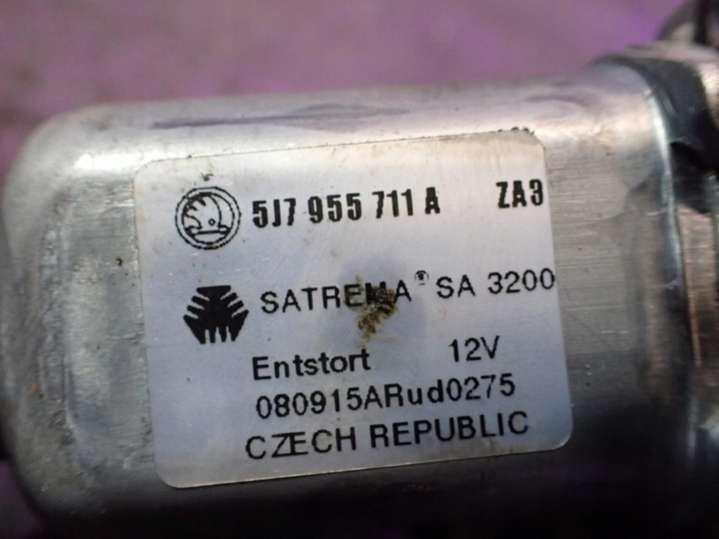 5J7 955 711 A ZA3
SATREMA® SA 3200
Entstort 12V
080915ARud0275
CZECH REPUBLIC